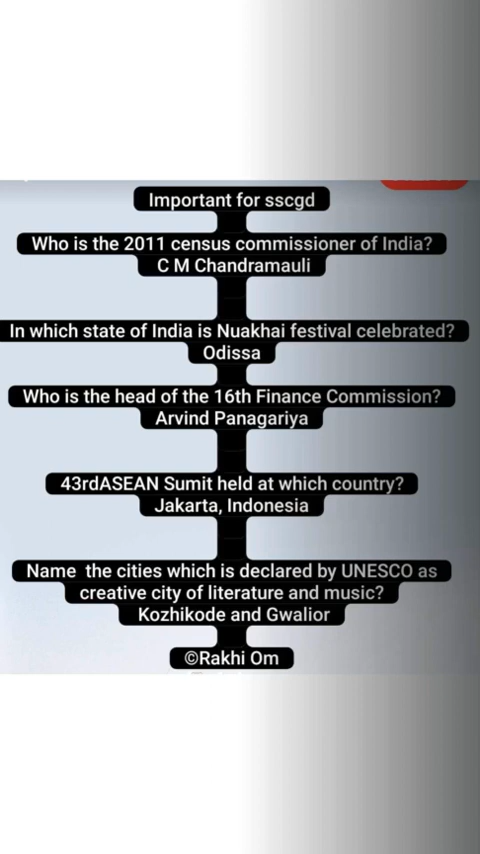 Important for sscgd
Who is the 2011 census commissioner of India?
C M Chandramauli
In which state of India is Nuakhai festival celebrated?
Odissa
Who is the head of the 16th Finance Commission?
Arvind Panagariya
43rdASEAN Sumit held at which country?
Jakarta, Indonesia
Name  the cities which is declared by UNESCO as
creative city of literature and music?
Kozhikode and Gwalior
©Rakhi Om